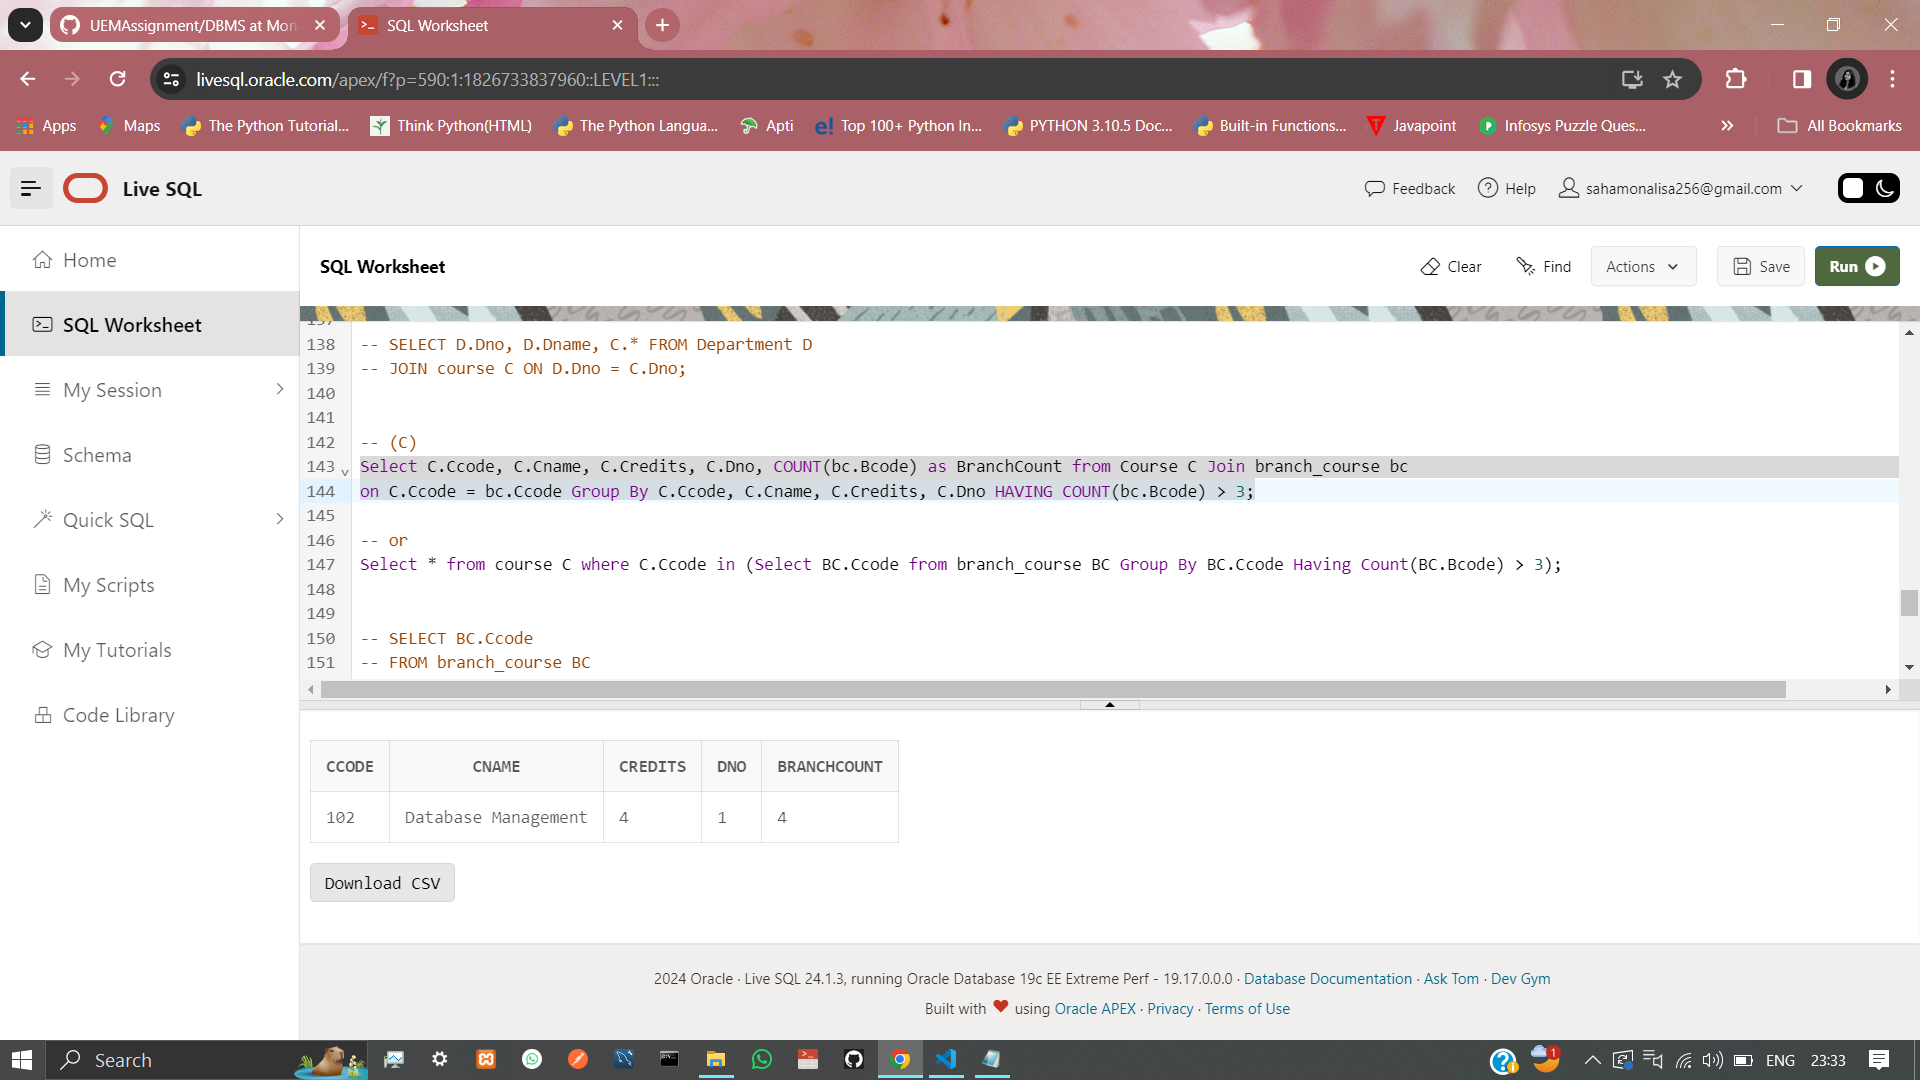 UEMAssignment/DBMS at Mon
SQL Worksheet
livesql.oracle.com/apex/f?p=590:1:1826733837960::LEVEL1:::
Apps
Maps
The Python Tutorial...
Think Python(HTML)
The Python Langua...
Apti
Top 100+ Python In...
PYTHON 3.10.5 Doc...
Built-in Functions...
Javapoint
Infosys Puzzle Ques...
All Bookmarks
Live SQL
Feedback
Help
sahamonalisa256@gmail.com
Home
SQL Worksheet
My Session
Schema
Quick SQL
My Scripts
My Tutorials
Code Library
SQL Worksheet
Clear
Find
Actions
Save
Run
137
138 -- SELECT D.Dno, D.Dname, C.* FROM Department D
139 -- JOIN course C ON D.Dno = C.Dno;
140
141
142 -- (C)
143 Select C.Ccode, C.Cname, C.Credits, C.Dno, COUNT(bc.Bcode) as BranchCount from Course C Join branch_course bc
144 on C.Ccode = bc.Ccode Group By C.Ccode, C.Cname, C.Credits, C.Dno HAVING COUNT(bc.Bcode) > 3;
145
146 -- or
147 Select * from course C where C.Ccode in (Select BC.Ccode from branch_course BC Group By BC.Ccode Having Count(BC.Bcode) > 3);
148
149
150 -- SELECT BC.Ccode
151 -- FROM branch_course BC
CCODE CNAME CREDITS DNO BRANCHCOUNT
102 Database Management 4 1 4
Download CSV
2024 Oracle · Live SQL 24.1.3, running Oracle Database 19c EE Extreme Perf - 19.17.0.0.0 · Database Documentation · Ask Tom · Dev Gym
Built with ❤ using Oracle APEX · Privacy · Terms of Use
Search
1
ENG
23:33